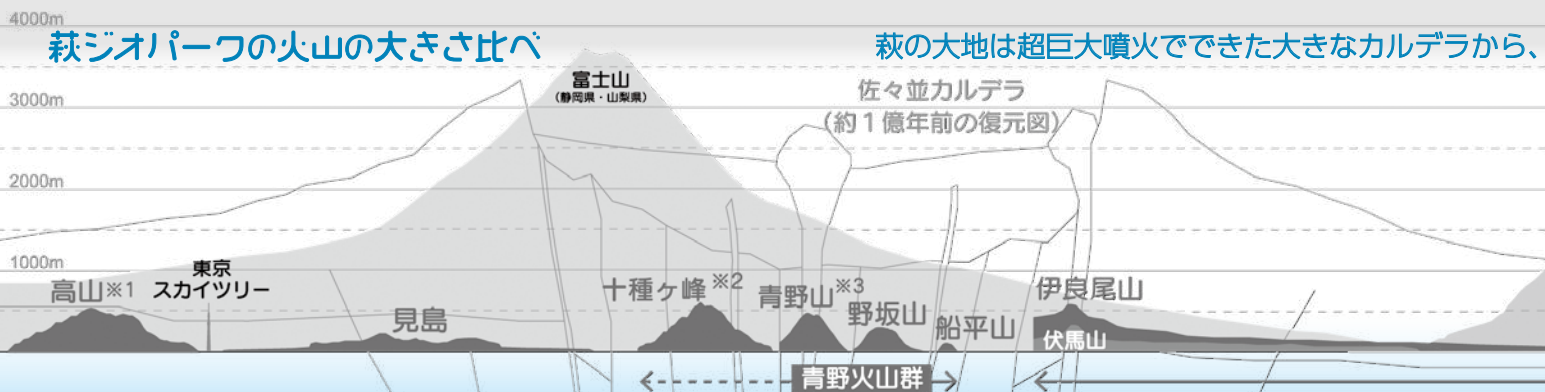 4000m
萩ジオパークの火山の大きさ比べ
萩の大地は超巨大噴火でできた大きなカルデラから、
富士山
(静岡県・山梨県)
佐々並カルデラ
(約1億年前の復元図)
3000m
2000m
1000m
高山※1
東京
スカイツリー
見島
十種ヶ峰※2
青野山※3
野坂山
船平山
伊良尾山
伏馬山
青野火山群